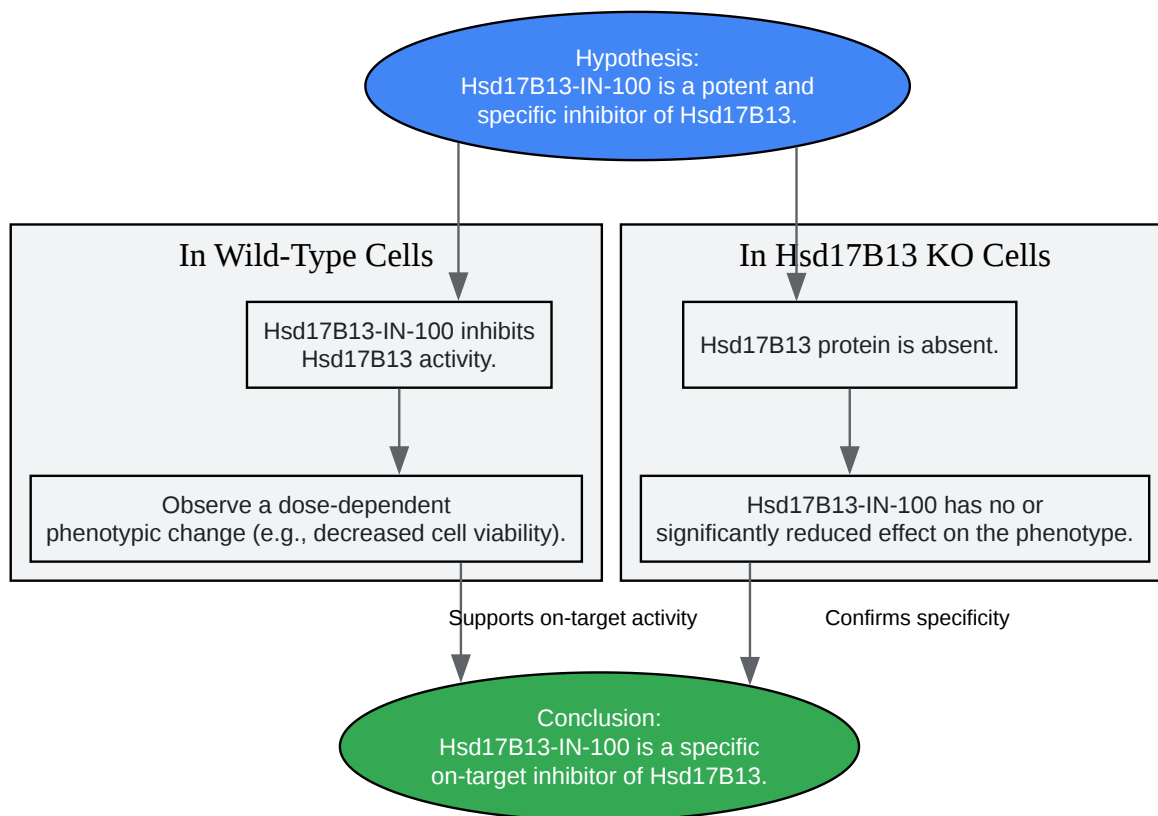 Hypothesis:
Hsd17B13-IN-100 is a potent and
specific inhibitor of Hsd17B13.
In Wild-Type Cells
Hsd17B13-IN-100 inhibits
Hsd17B13 activity.
Observe a dose-dependent
phenotypic change (e.g., decreased cell viability).
In Hsd17B13 KO Cells
Hsd17B13 protein is absent.
Hsd17B13-IN-100 has no or
significantly reduced effect on the phenotype.
Supports on-target activity
Confirms specificity
Conclusion:
Hsd17B13-IN-100 is a specific
on-target inhibitor of Hsd17B13.